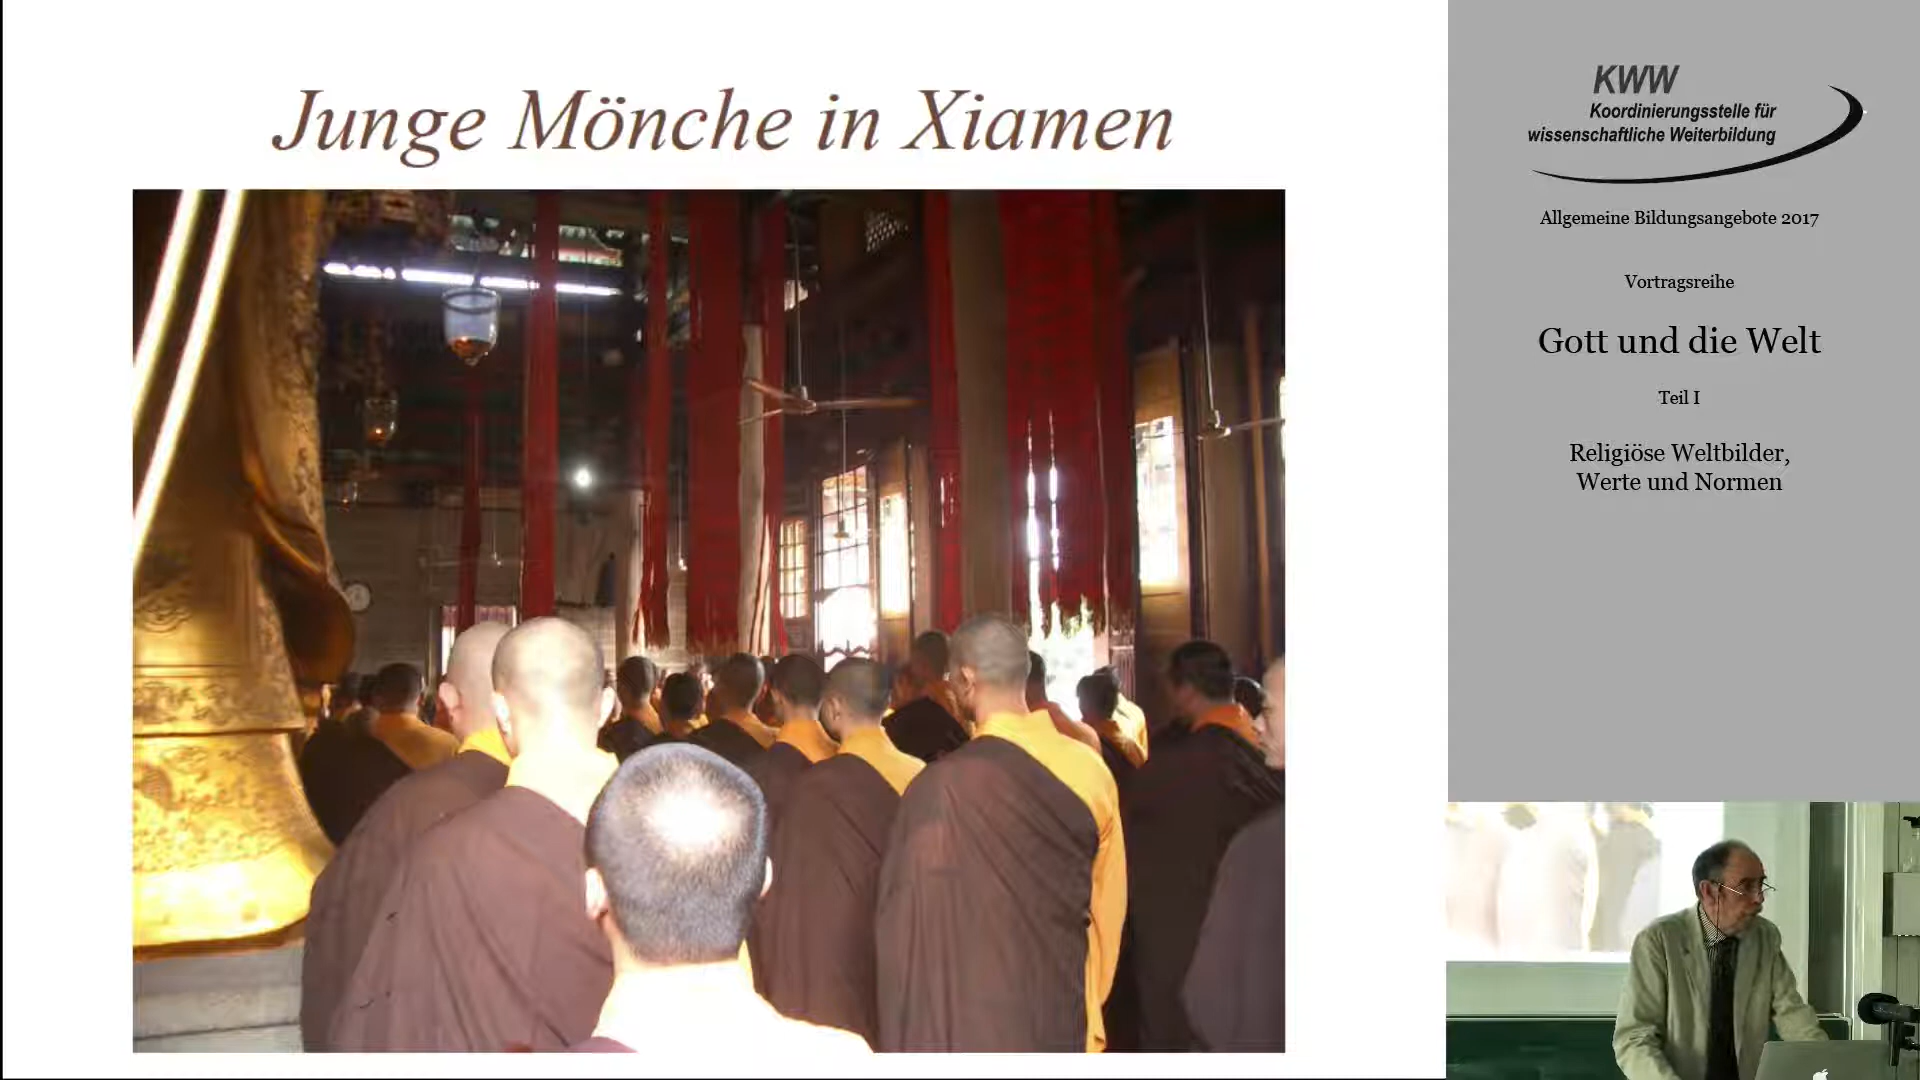 Junge Mönche in Xiamen
KWW
Koordinierungsstelle für
wissenschaftliche Weiterbildung
Allgemeine Bildungsangebote 2017
Vortragsreihe
Gott und die Welt
Teil I
Religiöse Weltbilder,
Werte und Normen